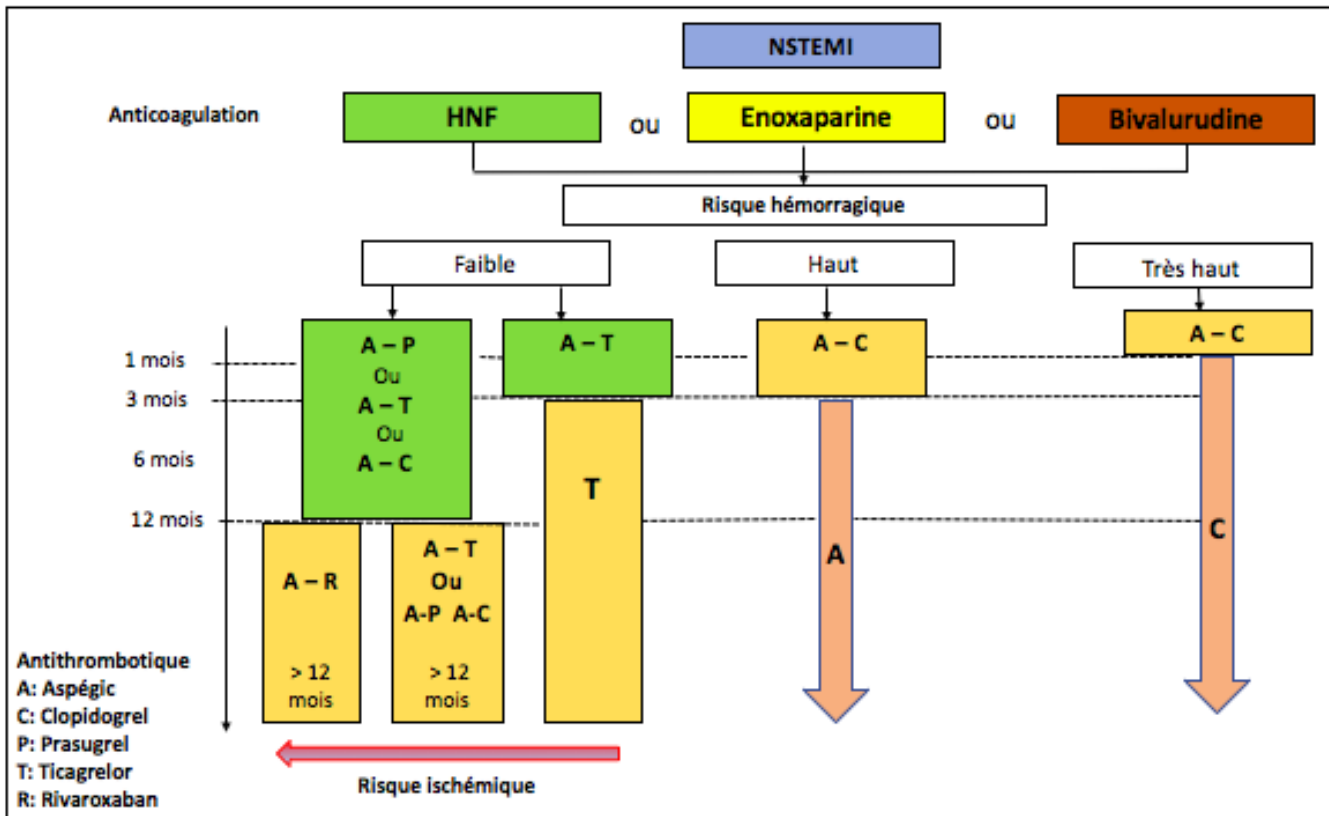 NSTEMI
Anticoagulation
HNF
ou
Enoxaparine
ou
Bivalurudine
Risque hémorragique
Faible
Haut
Très haut
1 mois
3 mois
6 mois
12 mois
A – P
Ou
A – T
Ou
A – C
A – T
A – C
A – C
T
A
C
A – R
> 12
mois
A – T
Ou
A-P A-C
> 12
mois
Antithrombotique
A: Aspégic
C: Clopidogrel
P: Prasugrel
T: Ticagrelor
R: Rivaroxaban
Risque ischémique